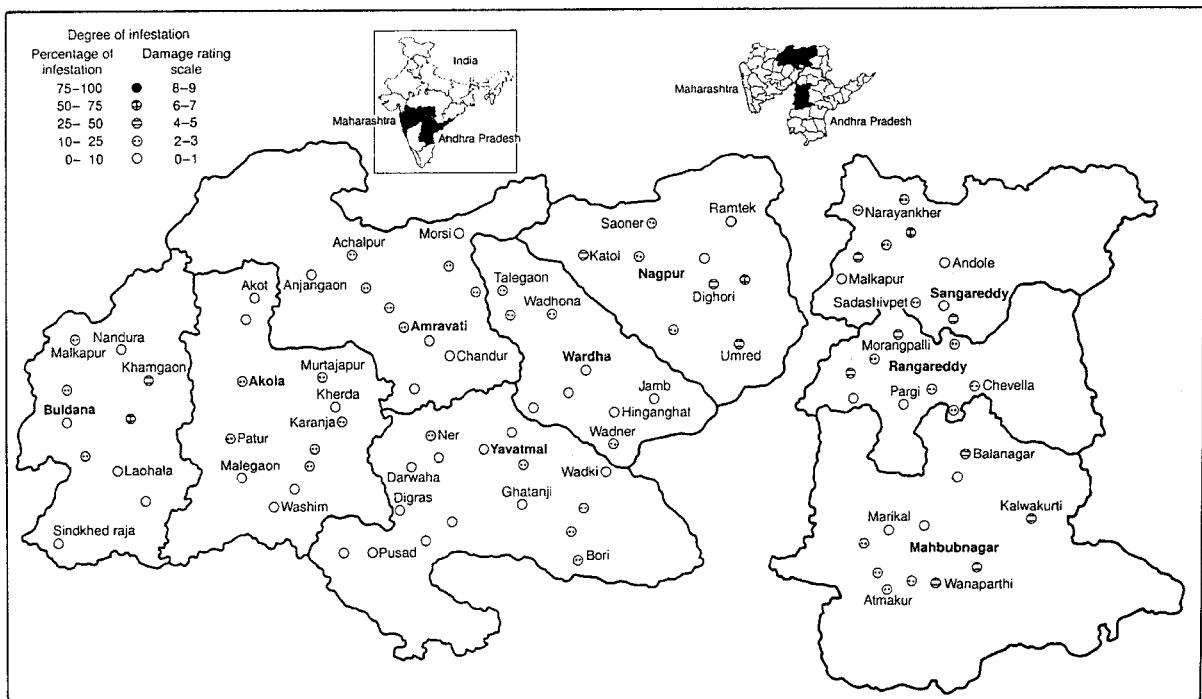 Degree of infestation
Percentage of infestation
Damage rating scale
75–100 8–9
50– 75 6–7
25– 50 4–5
10– 25 2–3
0– 10 0–1
India
Maharashtra
Andhra Pradesh
Maharashtra
Andhra Pradesh
Saoner
Ramtek
Narayankher
Morsi
Achalpur
Katol
Nagpur
Andole
Anjangaon
Talegaon
Malkapur
Akot
Wadhona
Dighori
Sadashivpet
Sangareddy
Amravati
Nandura
Malkapur
Chandur
Wardha
Umred
Morangpalli
Rangareddy
Khamgaon
Akola
Murtajapur
Kherda
Jamb
Hinganghat
Pargi
Chevella
Buldana
Karanja
Patur
Ner
Yavatmal
Wadner
Balanagar
Laohala
Malegaon
Darwaha
Wadki
Digras
Ghatanji
Washim
Kalwakurti
Marikal
Sindkhed raja
Pusad
Bori
Mahbubnagar
Wanaparthi
Atmakur